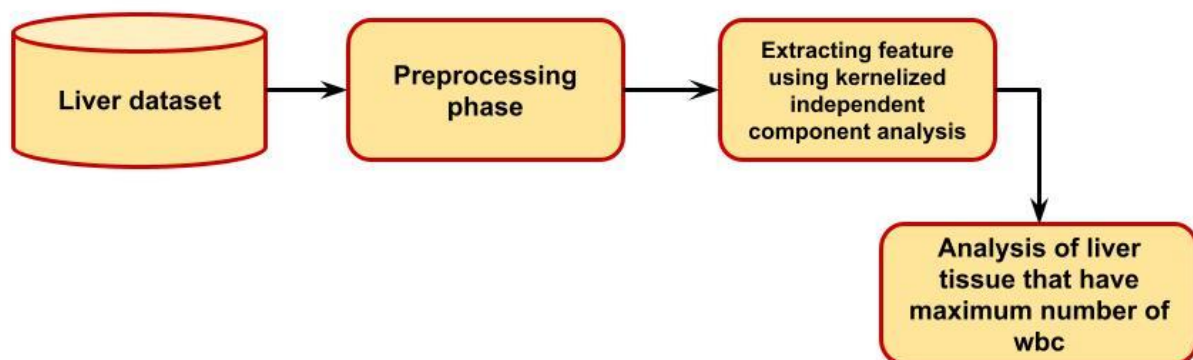 Liver dataset
Preprocessing
phase
Extracting feature
using kernelized
independent
component analysis
Analysis of liver
tissue that have
maximum number of
wbc